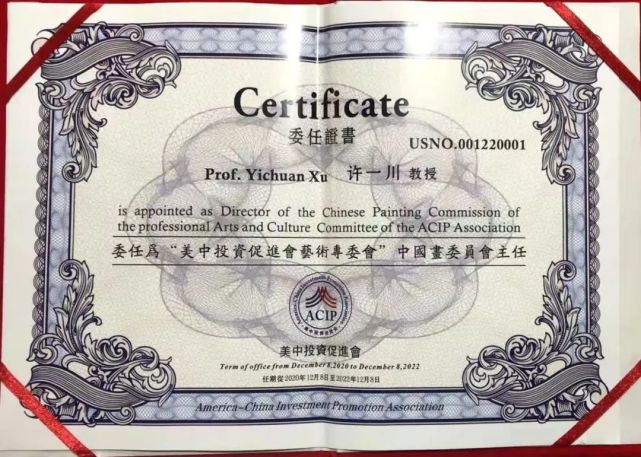 Certificate
委任證書
USNO.001220001
Prof. Yichuan Xu 许一川 教授
is appointed as Director of the Chinese Painting Commission of
the professional Arts and Culture Committee of the ACIP Association
委任爲“美中投資促進會藝術專委會”中國畫委員會主任
ACIP
美中投資促進會
Term of office from December 8,2020 to December 8,2022
任期從2020年12月8日至2022年12月8日
America-China Investment Promotion Association